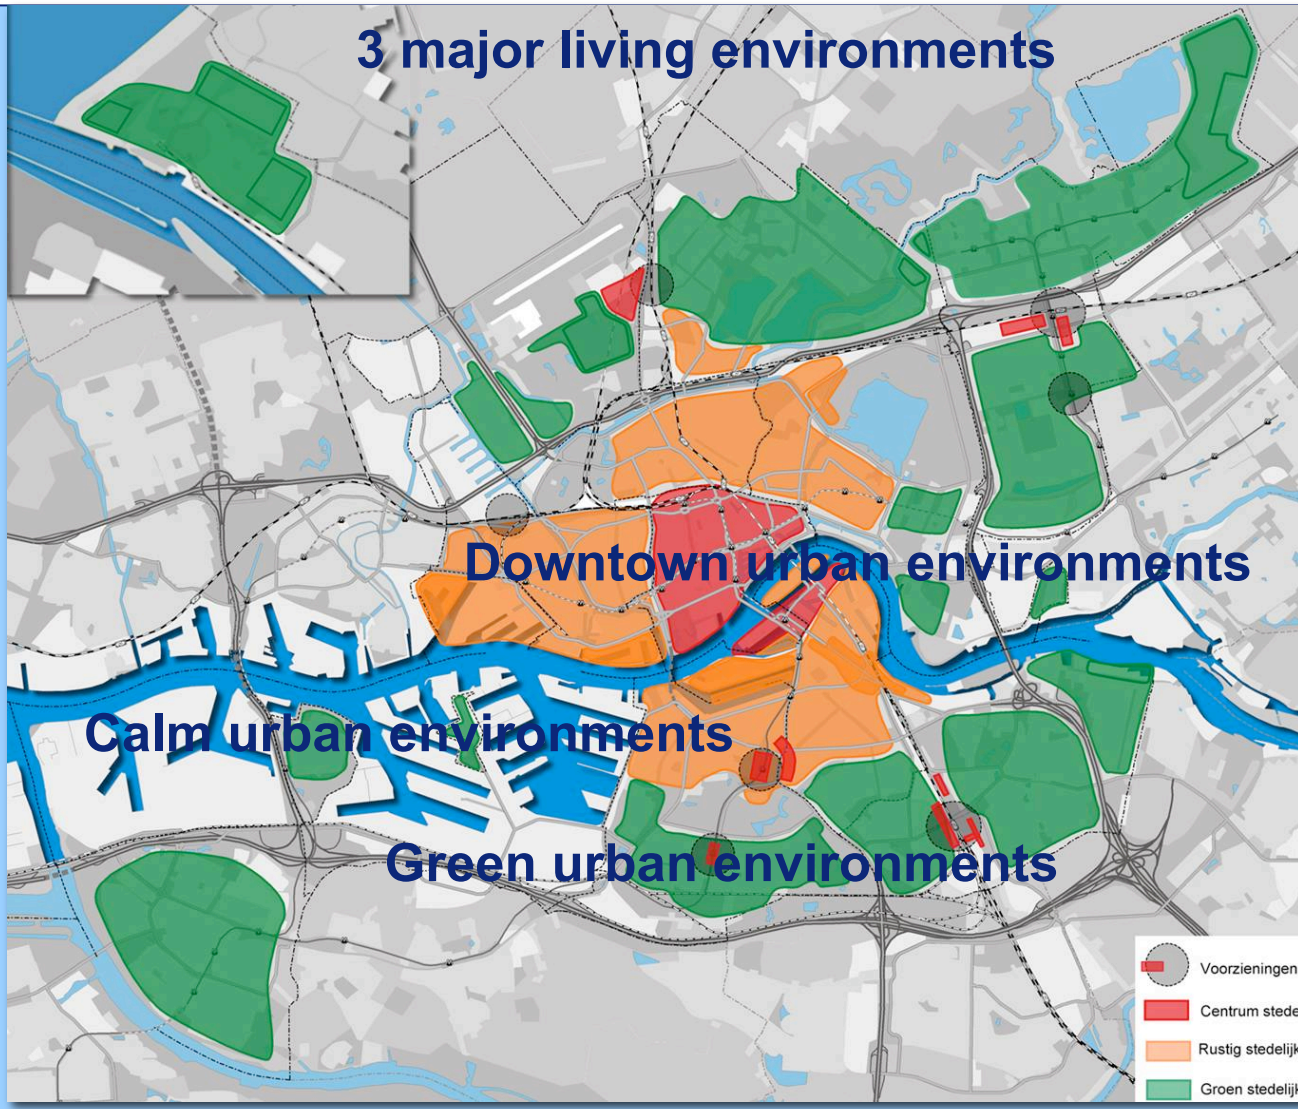 3 major living environments
Downtown urban environments
Calm urban environments
Green urban environments
Voorzieningen
Centrum stede
Rustig stedelijk
Groen stedelijk